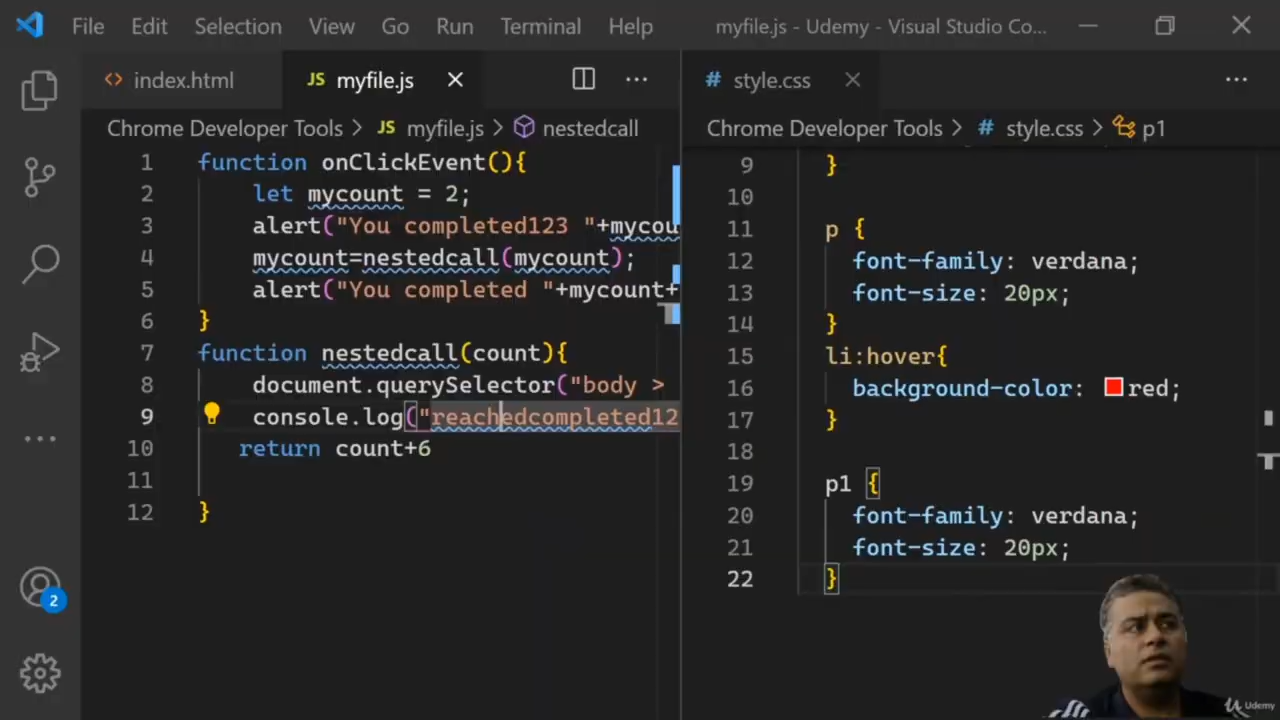 File Edit Selection View Go Run Terminal Help myfile.js - Udemy - Visual Studio Co...
index.html JS myfile.js
# style.css
Chrome Developer Tools > JS myfile.js > nestedcall
Chrome Developer Tools > # style.css > p1
1 function onClickEvent(){
2 let mycount = 2;
3 alert("You completed123 "+mycou
4 mycount=nestedcall(mycount);
5 alert("You completed "+mycount+
6 }
7 function nestedcall(count){
8 document.querySelector("body >
9 console.log("reachedcompleted12
10 return count+6
11
12 }
9 }
10
11 p {
12 font-family: verdana;
13 font-size: 20px;
14 }
15 li:hover{
16 background-color: red;
17 }
18
19 p1 {
20 font-family: verdana;
21 font-size: 20px;
22 }
2
Udemy